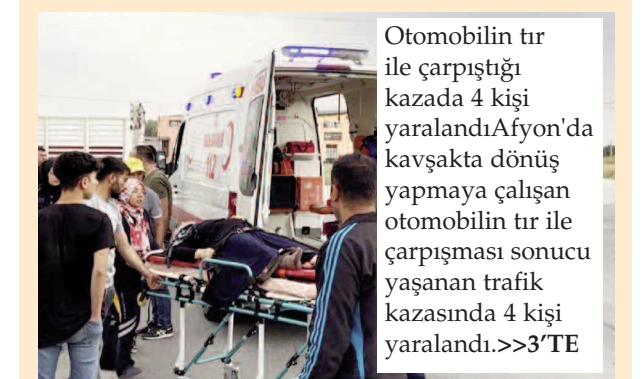 Otomobilin tır
ile çarpıştığı
kazada 4 kişi
yaralandıAfyon'da
kavşakta dönüş
yapmaya çalışan
otomobilin tır ile
çarpışması sonucu
yaşanan trafik
kazasında 4 kişi
yaralandı.>>3’TE
112